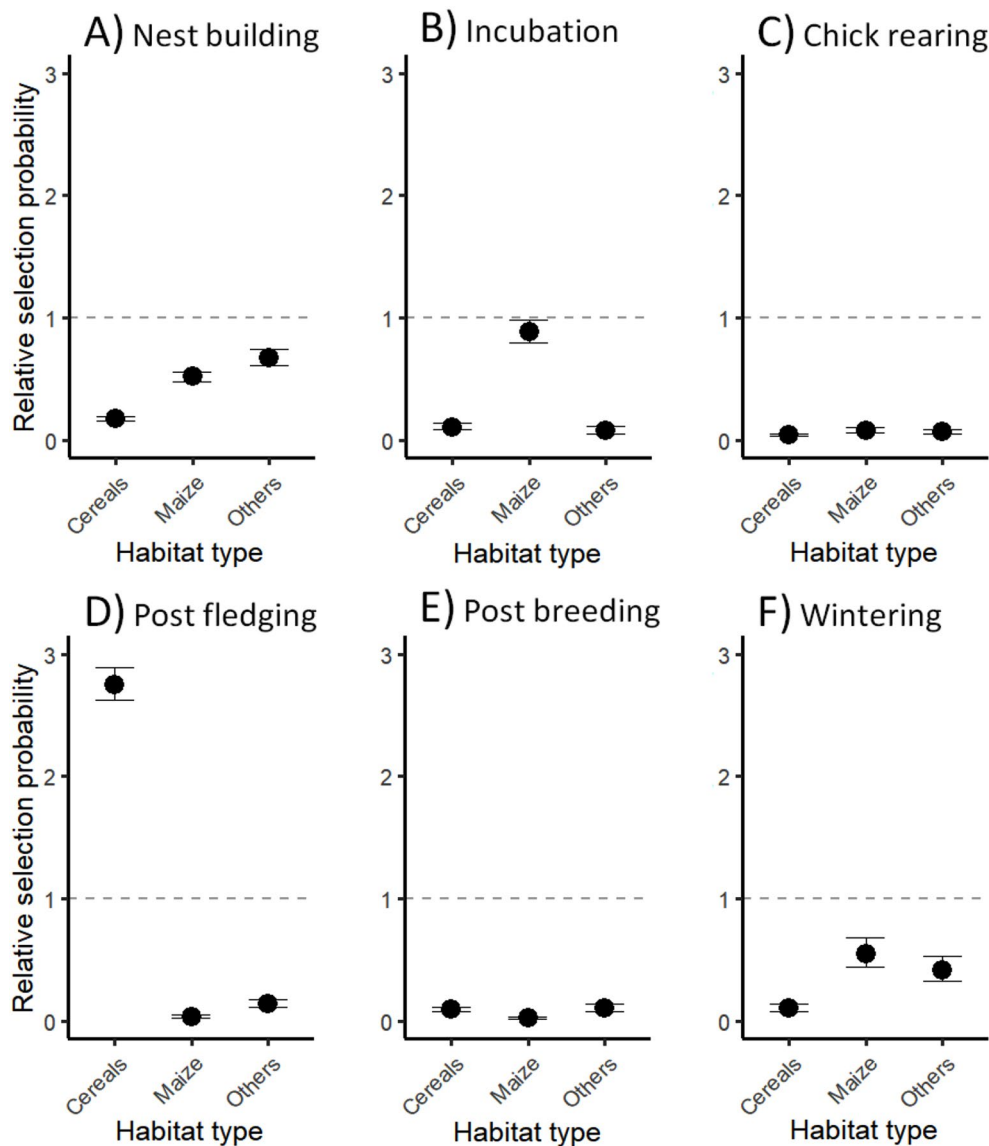 A) Nest building
B) Incubation
C) Chick rearing
Relative selection probability
3
2
1
0
Cereals
Maize
Others
Habitat type
3
2
1
0
Cereals
Maize
Others
Habitat type
3
2
1
0
Cereals
Maize
Others
Habitat type
D) Post fledging
E) Post breeding
F) Wintering
Relative selection probability
3
2
1
0
Cereals
Maize
Others
Habitat type
3
2
1
0
Cereals
Maize
Others
Habitat type
3
2
1
0
Cereals
Maize
Others
Habitat type